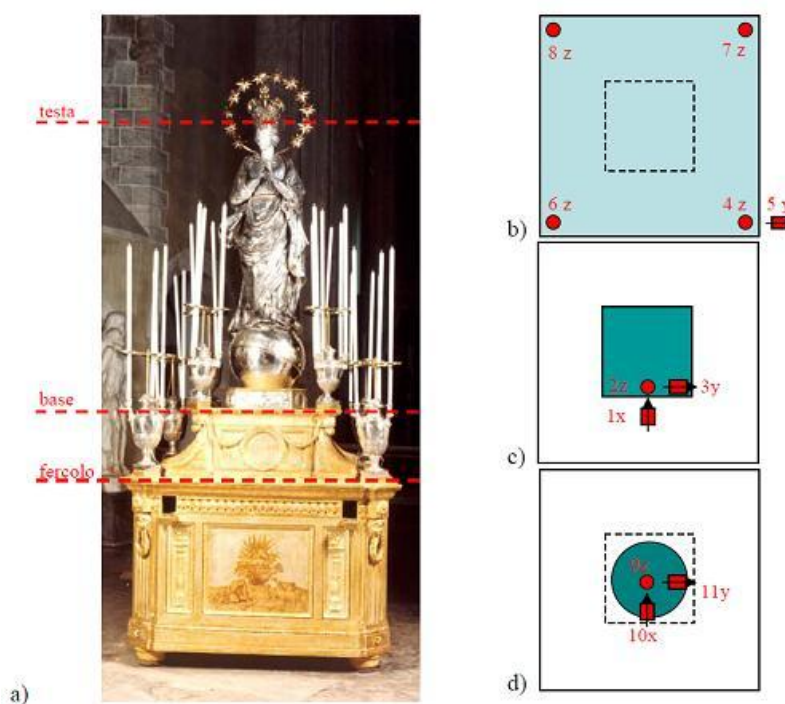 testa
base
fercolo
a)
8 z
7 z
6 z
4 z
5 y
b)
2z
3y
1x
c)
9z
11y
10x
d)